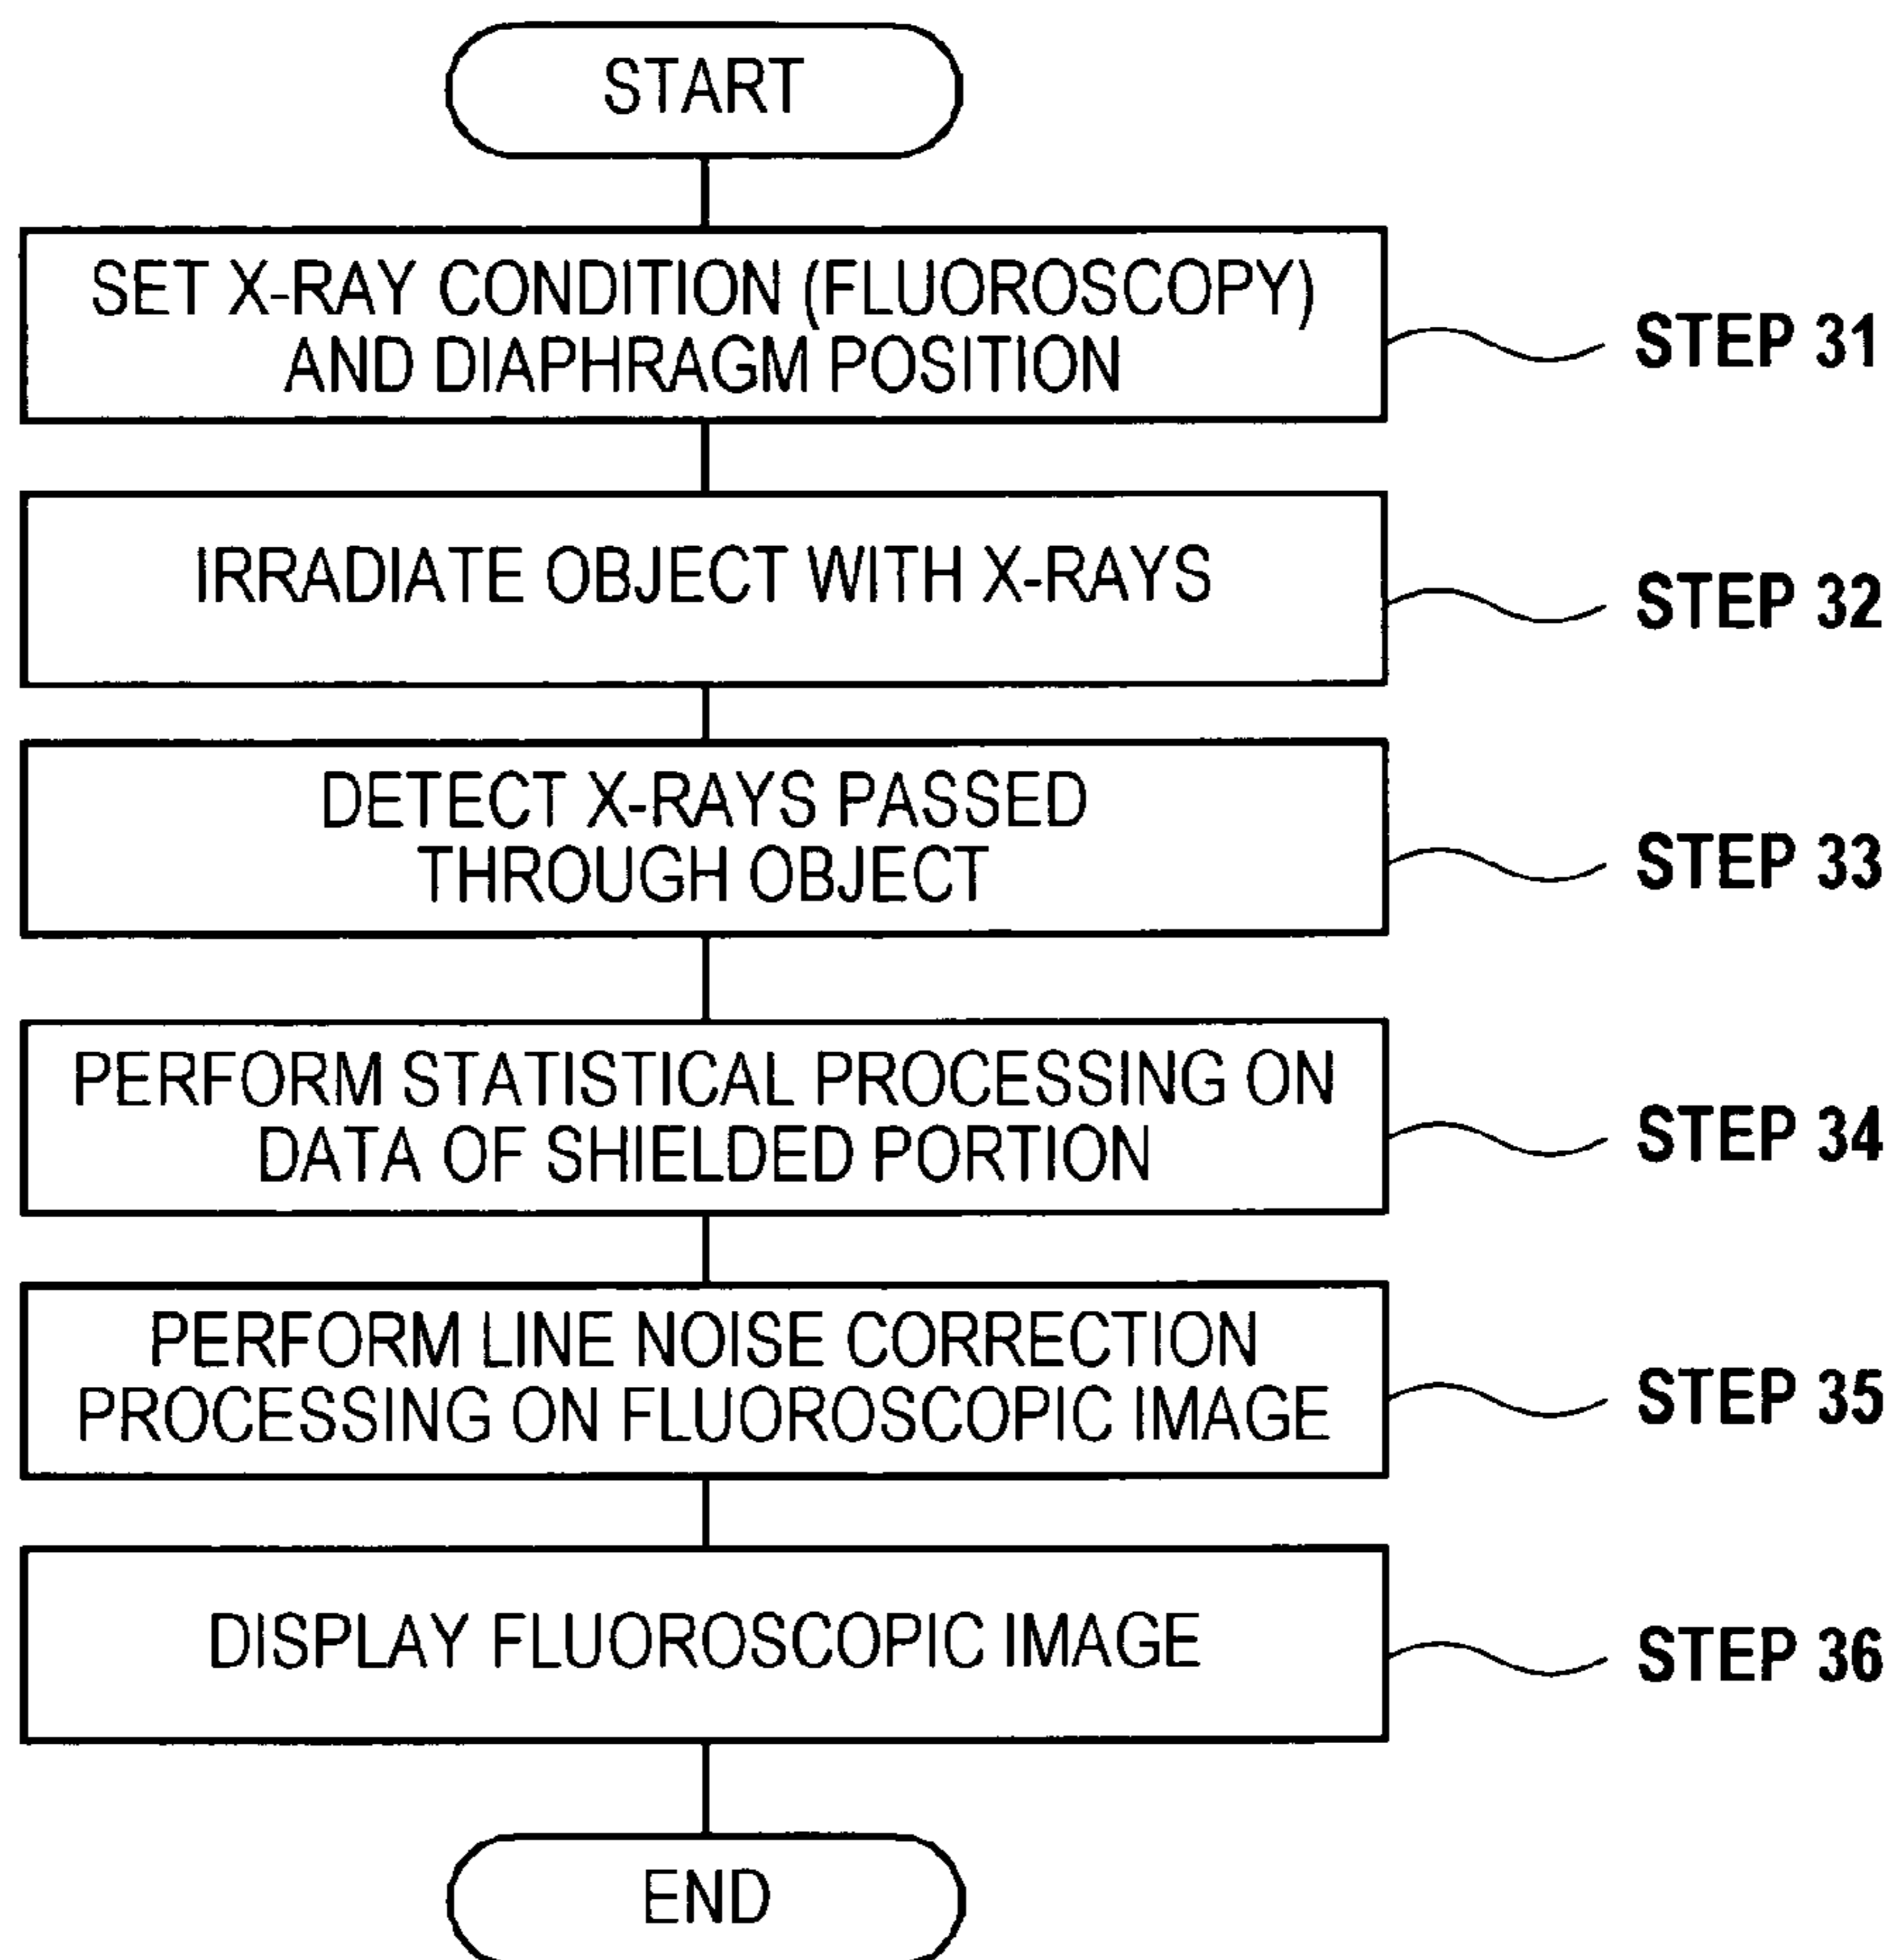 START
SET X-RAY CONDITION (FLUOROSCOPY)
AND DIAPHRAGM POSITION
STEP 31
IRRADIATE OBJECT WITH X-RAYS
STEP 32
DETECT X-RAYS PASSED
THROUGH OBJECT
STEP 33
PERFORM STATISTICAL PROCESSING ON
DATA OF SHIELDED PORTION
STEP 34
PERFORM LINE NOISE CORRECTION
PROCESSING ON FLUOROSCOPIC IMAGE
STEP 35
DISPLAY FLUOROSCOPIC IMAGE
STEP 36
END